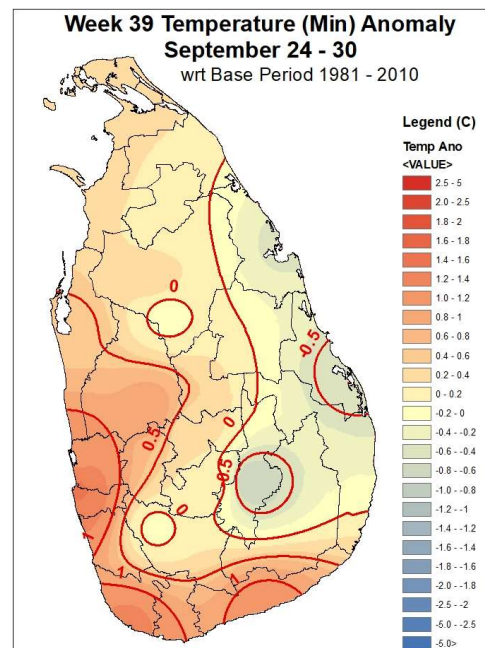 Week 39 Temperature (Min) Anomaly
September 24 - 30
wrt Base Period 1981 - 2010
Legend (C)
Temp Ano
<VALUE>
2.5 - 5
2.0 - 2.5
1.8 - 2
1.6 - 1.8
1.4 - 1.6
1.2 - 1.4
1.0 - 1.2
0.8 - 1
0.6 - 0.8
0.4 - 0.6
0.2 - 0.4
0 - 0.2
-0.2 - 0
-0.4 - -0.2
-0.6 - -0.4
-0.8 - -0.6
-1.0 - -0.8
-1.2 - -1
-1.4 - -1.2
-1.6 - -1.4
-1.8 - -1.6
-2.0 - -1.8
-2.5 - -2
-5.0 - -2.5
-5.0>
0
-0.5
0.5
0
-0.5
0
1
1
1